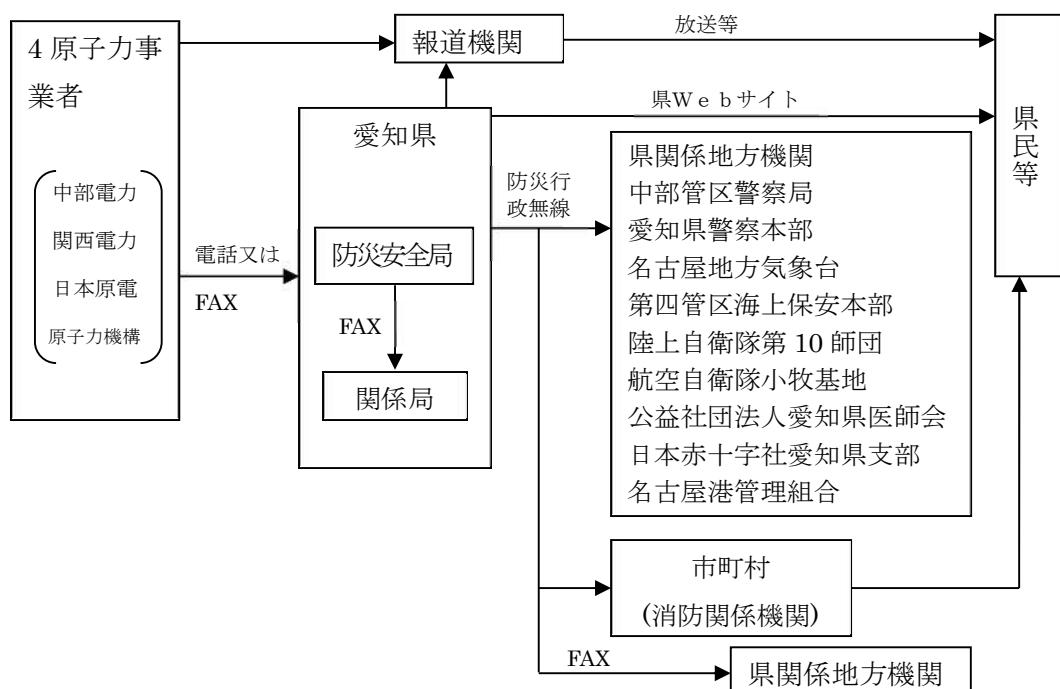 4 原子力事
業者
中部電力
関西電力
日本原電
原子力機構
電話又は
FAX
報道機関
放送等
愛知県
防災安全局
FAX
関係局
県Webサイト
防災行
政無線
県関係地方機関
中部管区警察局
愛知県警察本部
名古屋地方気象台
第四管区海上保安本部
陸上自衛隊第 10 師団
航空自衛隊小牧基地
公益社団法人愛知県医師会
日本赤十字社愛知県支部
名古屋港管理組合
市町村
(消防関係機関)
FAX
県関係地方機関
県民等